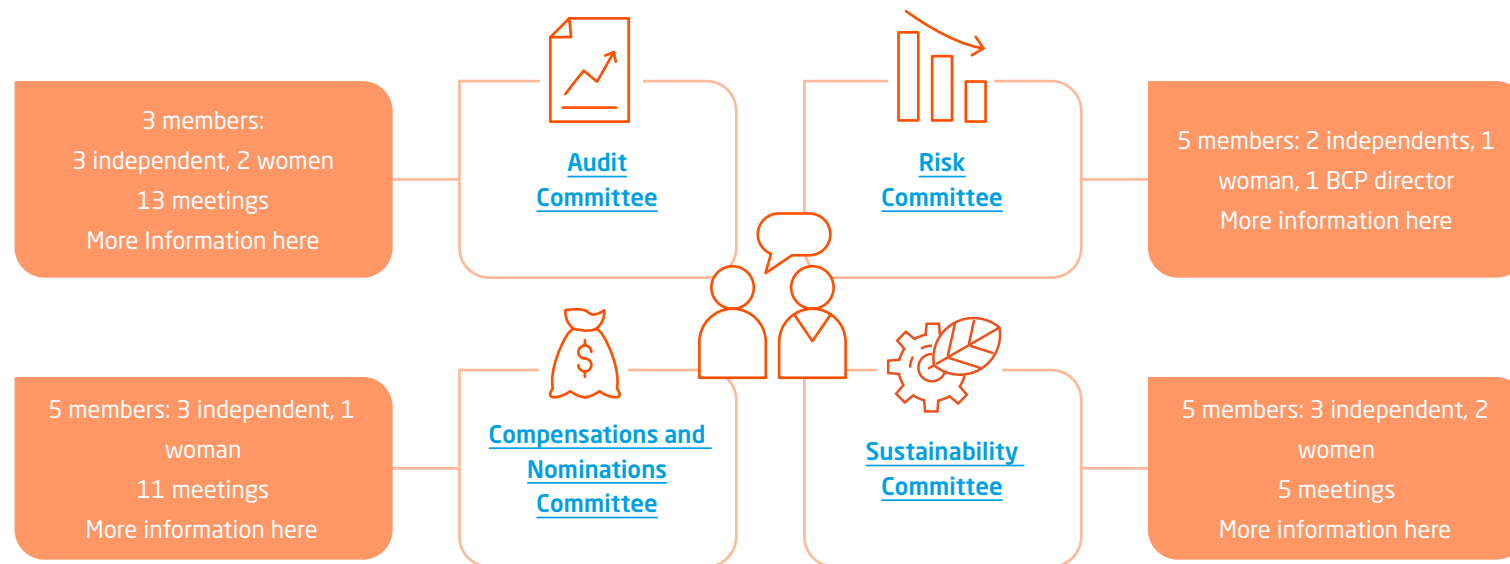 3 members:
3 independent, 2 women
13 meetings
More Information here
Audit
Committee
Risk
Committee
5 members: 2 independents, 1
woman, 1 BCP director
More information here
5 members: 3 independent, 1
woman
11 meetings
More information here
$
Compensations and
Nominations
Committee
Sustainability
Committee
5 members: 3 independent, 2
women
5 meetings
More information here